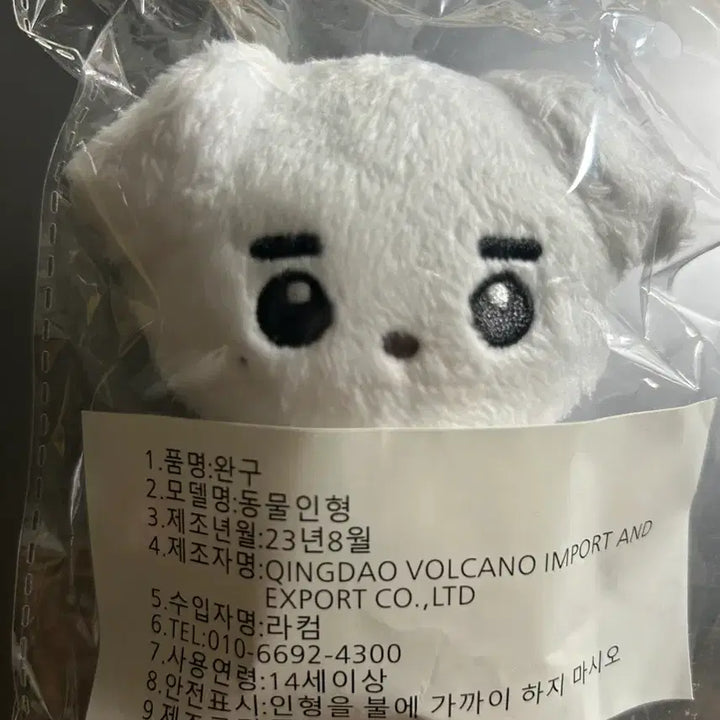 1.품명:완구
2.모델명:동물인형
3.제조년월:23년8월
4.제조자명:QINGDAO VOLCANO IMPORT AND
EXPORT CO.,LTD
5.수입자명:라컴
6.TEL:010-6692-4300
7.사용연령:14세이상
8.안전표시:인형을 불에 가까이 하지 마시오